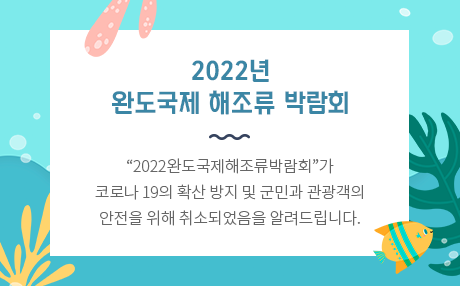 2022년
완도국제 해조류 박람회
“2022완도국제해조류박람회”가
코로나 19의 확산 방지 및 군민과 관광객의
안전을 위해 취소되었음을 알려드립니다.